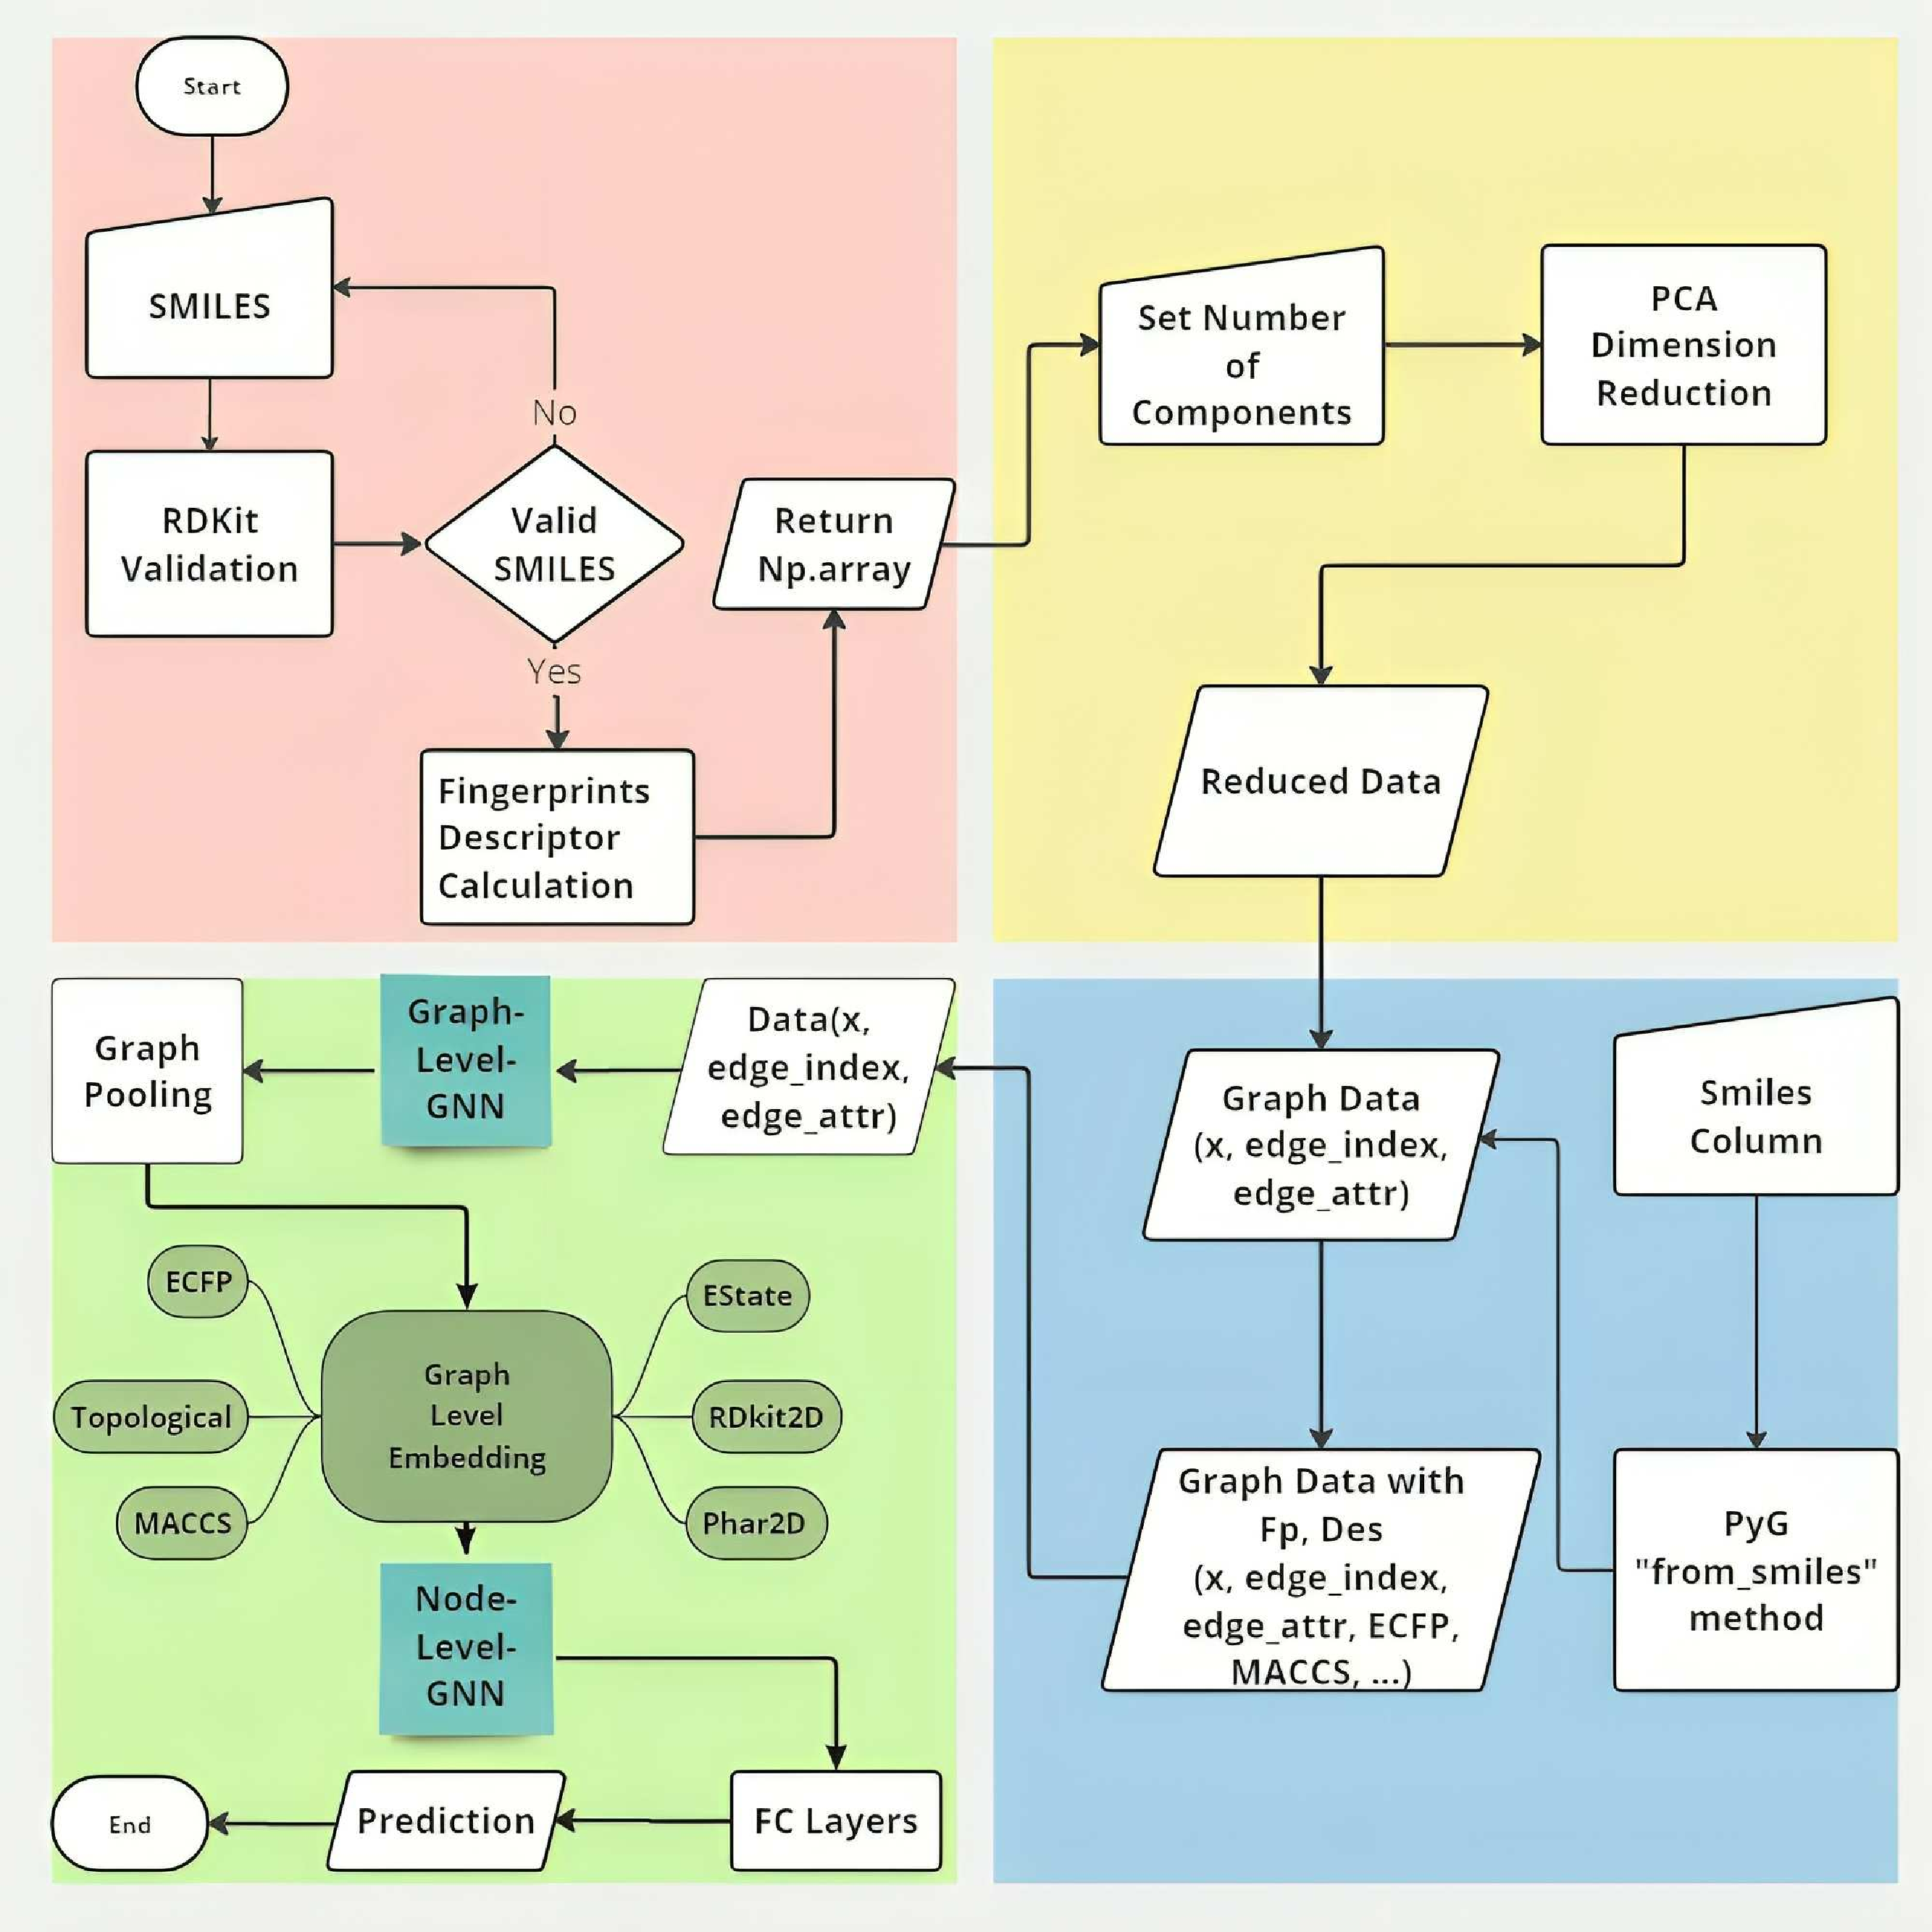 Start
SMILES
No
RDKit
Validation
Valid
SMILES
Return
Np.array
Yes
Fingerprints
Descriptor
Calculation
Set Number
of
Components
PCA
Dimension
Reduction
Reduced Data
Graph
Pooling
Graph-
Level-
GNN
Data(x,
edge_index,
edge_attr)
ECFP
Topological
MACCS
Graph
Level
Embedding
EState
RDkit2D
Phar2D
Node-
Level-
GNN
End
Prediction
FC Layers
Graph Data
(x, edge_index,
edge_attr)
Smiles
Column
Graph Data with
Fp, Des
(x, edge_index,
edge_attr, ECFP,
MACCS, ...)
PyG
"from_smiles"
method